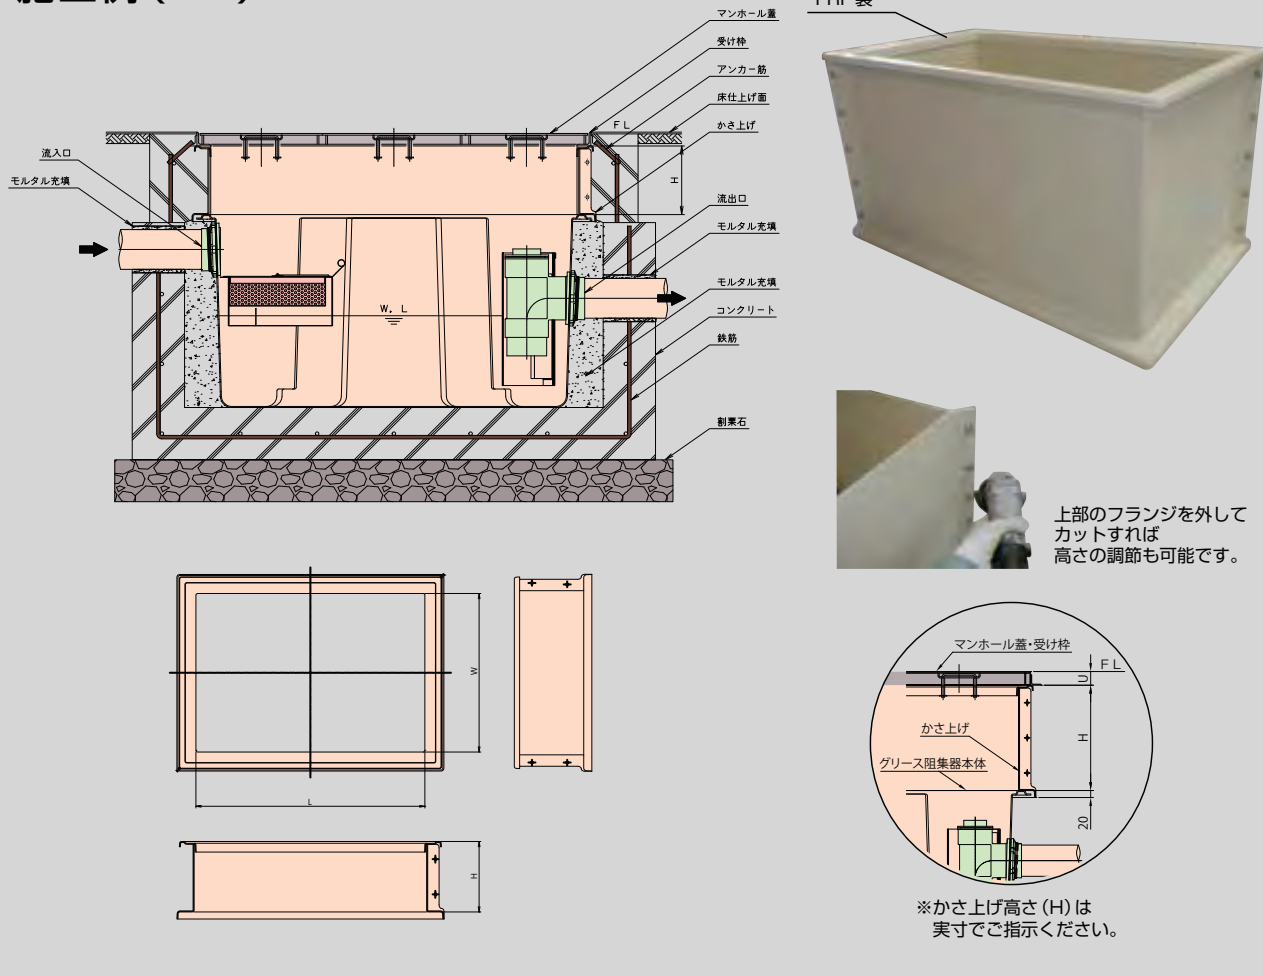 マンホール蓋
受け枠
アンカー筋
床仕上げ面
FL
かさ上げ
流入口
モルタル充填
H
流出口
モルタル充填
W.L
モルタル充填
コンクリート
鉄筋
割栗石
上部のフランジを外して
カットすれば
高さの調節も可能です。
W
L
H
マンホール蓋・受け枠
FL
U
かさ上げ
H
グリース阻集器本体
20
※かさ上げ高さ(H)は
実寸でご指示ください。